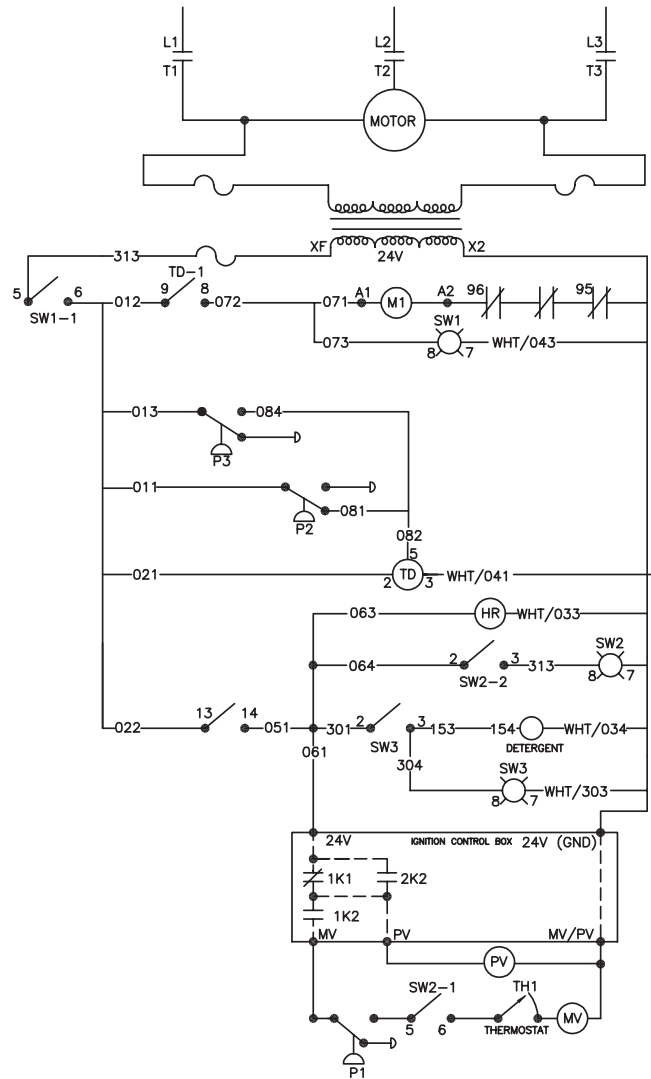 L1 L2 L3
T1 T2 T3
MOTOR
XF 24V X2
313
TD-1
5 6 012 9 8 072 071 A1 M1 A2 96 95
SW1-1
SW1
073 8 7 WHT/043
013 084
P3
011
P2 081
082
5
021 2 TD 3 WHT/041
063 HR WHT/033
SW2
064 2 3 313
SW2-2 8 7
13 14
022 051 301 2 3 153 154 WHT/034
SW3 DETERGENT
061
304
SW3
8 7 WHT/303
24V IGNITION CONTROL BOX 24V (GND)
1K1 2K2
1K2
MV PV MV/PV
PV
SW2-1 TH1
5 6 THERMOSTAT MV
P1